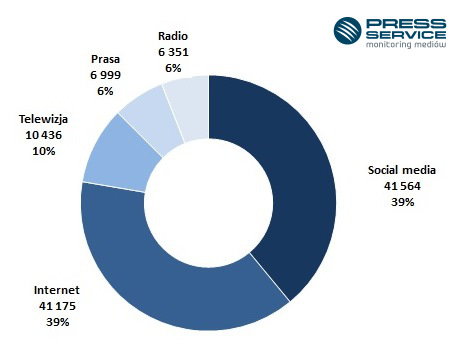 PRESS
SERVICE
monitoring mediów
Radio
6 351
6%
Prasa
6 999
6%
Telewizja
10 436
10%
Social media
41 564
39%
Internet
41 175
39%